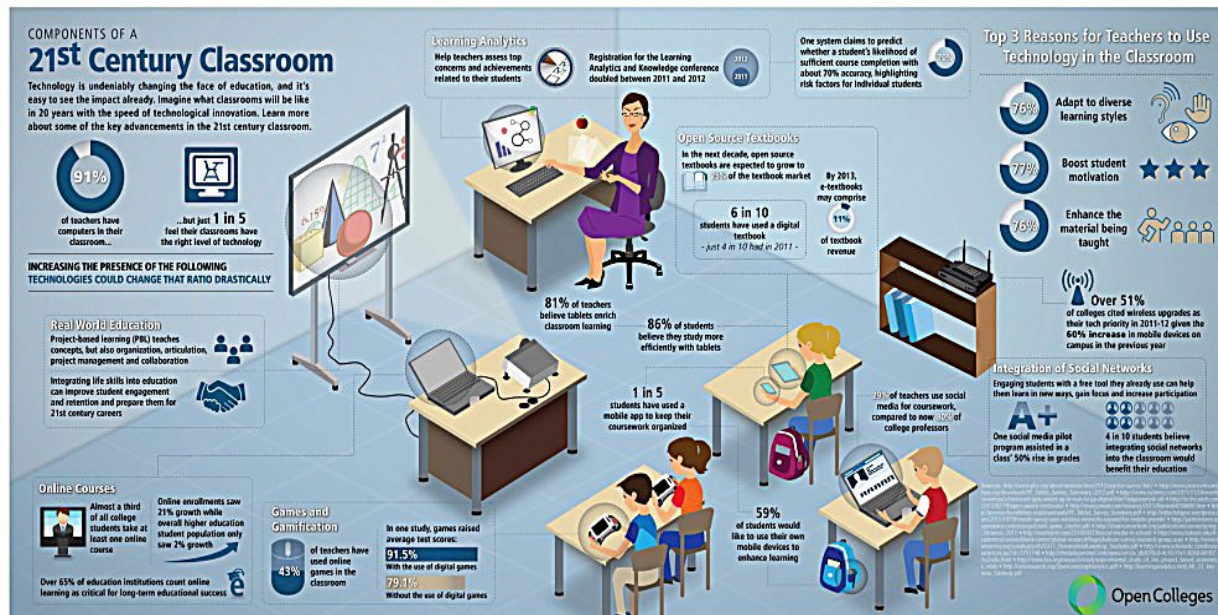 COMPONENTS OF A
21st Century Classroom
Technology is undeniably changing the face of education, and it's
easy to see the impact already. Imagine what classrooms will be like
in 20 years with the speed of technological innovation. Learn more
about some of the key advancements in the 21st century classroom.
91%
of teachers have
computers in their
classroom...
...but just 1 in 5
feel their classrooms have
the right level of technology
INCREASING THE PRESENCE OF THE FOLLOWING
TECHNOLOGIES COULD CHANGE THAT RATIO DRASTICALLY
Real World Education
Project-based learning (PBL) teaches
concepts, but also organization, articulation,
project management and collaboration
Integrating life skills into education
can improve student engagement
and retention and prepare them for
21st century careers
Online Courses
Almost a third
of all college
students take at
least one online
course
Online enrollments saw
21% growth while
overall higher education
student population only
saw 2% growth
Over 65% of education institutions count online
learning as critical for long-term educational success
Games and
Gamification
43%
of teachers have
used online
games in the
classroom
In one study, games raised
average test scores:
91.5%
With the use of digital games
79.1%
Without the use of digital games
Learning Analytics
Help teachers assess top
concerns and achievements
related to their students
Registration for the Learning
Analytics and Knowledge conference
doubled between 2011 and 2012
2012
2011
One system claims to predict
whether a student's likelihood of
sufficient course completion with
about 70% accuracy, highlighting
risk factors for individual students
Open Source Textbooks
In the next decade, open source
textbooks are expected to grow to
of the textbook market
6 in 10
students have used a digital
textbook
- just 4 in 10 had in 2011 -
By 2013,
e-textbooks
may comprise
11%
of textbook
revenue
81% of teachers
believe tablets enrich
classroom learning
86% of students
believe they study more
efficiently with tablets
1 in 5
students have used a
mobile app to keep their
coursework organized
59%
of students would
like to use their own
mobile devices to
enhance learning
of teachers use social
media for coursework,
compared to now 80% of
college professors
Top 3 Reasons for Teachers to Use
Technology in the Classroom
76%
Adapt to diverse
learning styles
77%
Boost student
motivation
76%
Enhance the
material being
taught
Over 51%
of colleges cited wireless upgrades as
their tech priority in 2011-12 given the
60% increase in mobile devices on
campus in the previous year
Integration of Social Networks
Engaging students with a free tool they already use can help
them learn in new ways, gain focus and increase participation
A+
One social media pilot
program assisted in a
class' 50% rise in grades
4 in 10 students believe
integrating social networks
into the classroom would
benefit their education
Open Colleges